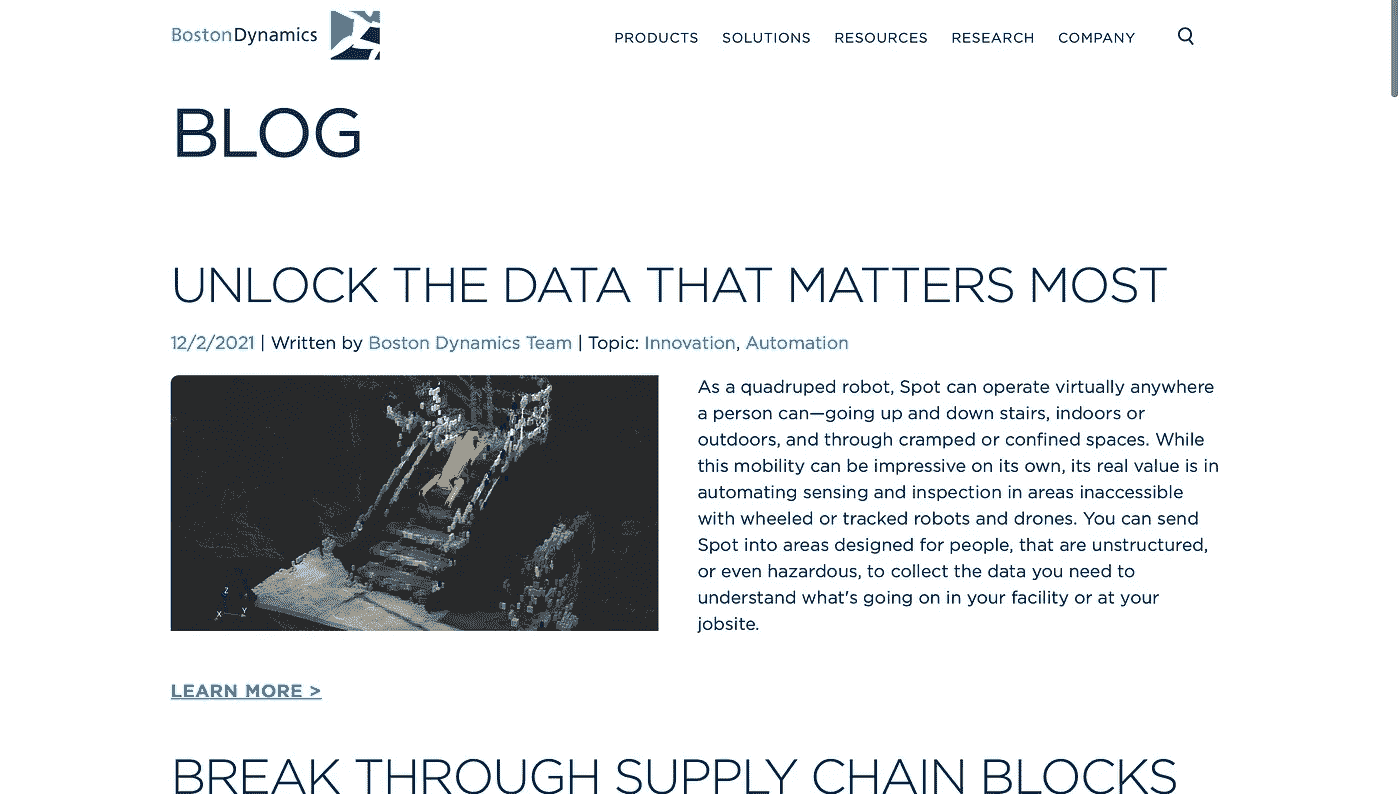 BostonDynamics
PRODUCTS SOLUTIONS RESOURCES RESEARCH COMPANY
BLOG
UNLOCK THE DATA THAT MATTERS MOST
12/2/2021 | Written by Boston Dynamics Team | Topic: Innovation, Automation
Z
X Y
As a quadruped robot, Spot can operate virtually anywhere
a person can—going up and down stairs, indoors or
outdoors, and through cramped or confined spaces. While
this mobility can be impressive on its own, its real value is in
automating sensing and inspection in areas inaccessible
with wheeled or tracked robots and drones. You can send
Spot into areas designed for people, that are unstructured,
or even hazardous, to collect the data you need to
understand what's going on in your facility or at your
jobsite.
LEARN MORE >
BREAK THROUGH SUPPLY CHAIN BLOCKS